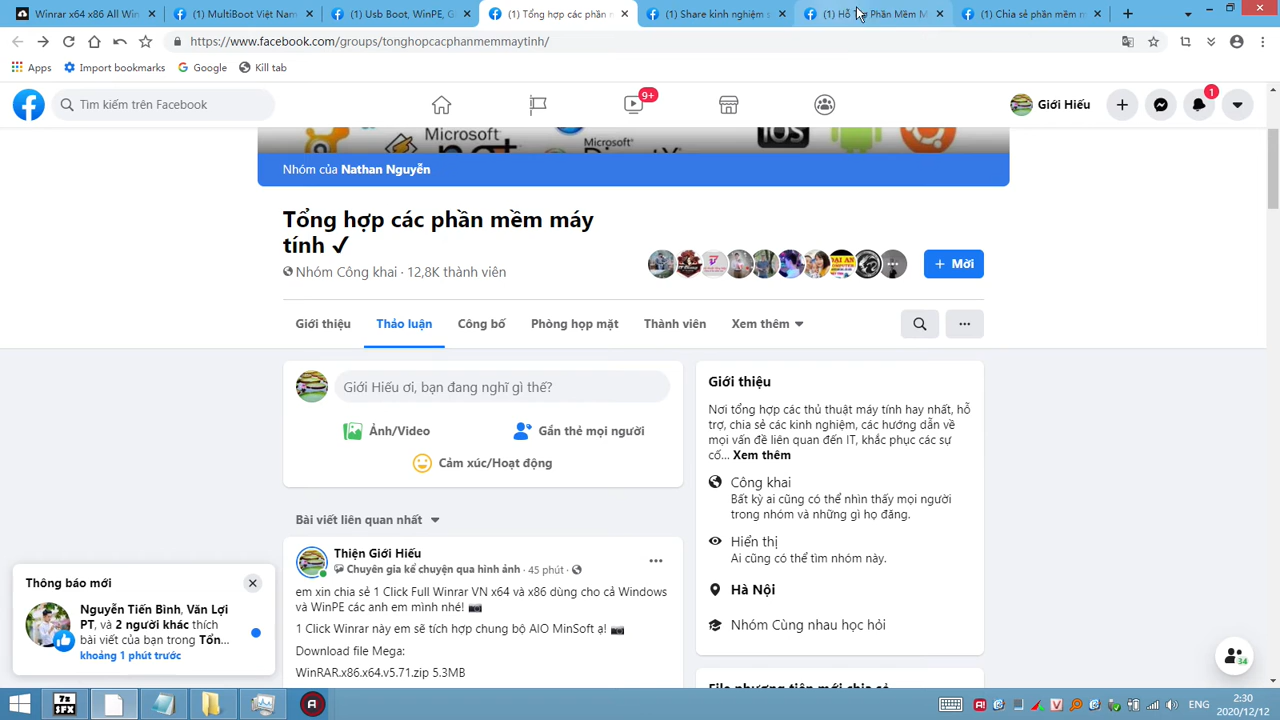 Winrar x64 x86 All Win
(1) MultiBoot Việt Nam
(1) Usb Boot, WinPE, G
(1) Tổng hợp các phần m
(1) Share kinh nghiệm
(1) Hỗ Phần Mềm M
(1) Chia sẻ phần mềm m
https://www.facebook.com/groups/tonghopcacphanmemmaytinh/
Apps
Import bookmarks
Google
Kill tab
Tìm kiếm trên Facebook
9+
Giới Hiếu
1
Microsoft
Microsoft
iOS
Nhóm của Nathan Nguyễn
Tổng hợp các phần mềm máy
tính ✓
Nhóm Công khai · 12,8K thành viên
+ Mời
Giới thiệu
Thảo luận
Công bố
Phòng họp mặt
Thành viên
Xem thêm
Giới Hiếu ơi, bạn đang nghĩ gì thế?
Ảnh/Video
Gắn thẻ mọi người
Cảm xúc/Hoạt động
Giới thiệu
Nơi tổng hợp các thủ thuật máy tính hay nhất, hỗ
trợ, chia sẻ các kinh nghiệm, các hướng dẫn về
mọi vấn đề liên quan đến IT, khắc phục các sự
cố... Xem thêm
Công khai
Bất kỳ ai cũng có thể nhìn thấy mọi người
trong nhóm và những gì họ đăng.
Hiển thị
Ai cũng có thể tìm nhóm này.
Hà Nội
Nhóm Cùng nhau học hỏi
File phương tiện mới chia sẻ
Bài viết liên quan nhất
Thiện Giới Hiếu
Chuyên gia kể chuyện qua hình ảnh · 45 phút ·
em xin chia sẻ 1 Click Full Winrar VN x64 và x86 dùng cho cả Windows
và WinPE các anh em mình nhé!
1 Click Winrar này em sẽ tích hợp chung bộ AIO MinSoft ạ!
Download file Mega:
WinRAR.x86.x64.v5.71.zip 5.3MB
Thông báo mới
Nguyễn Tiến Bình, Văn Lợi
PT, và 2 người khác thích
bài viết của bạn trong Tổn...
khoảng 1 phút trước
34
7z
SFX
ENG
2:30
2020/12/12